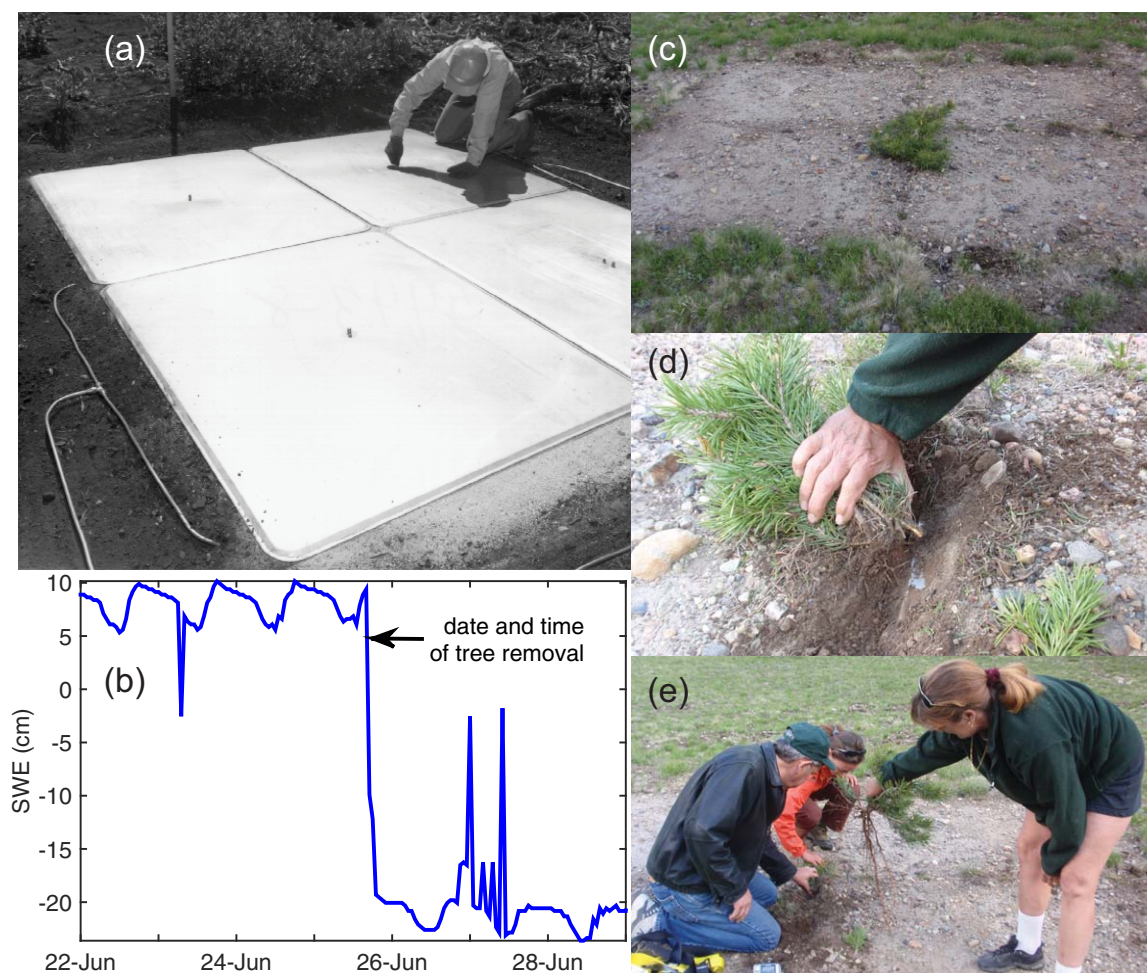 (a)
(c)
(d)
(e)
(b)
10
5
0
-5
-10
-15
-20
SWE (cm)
date and time
of tree removal
22-Jun
24-Jun
26-Jun
28-Jun